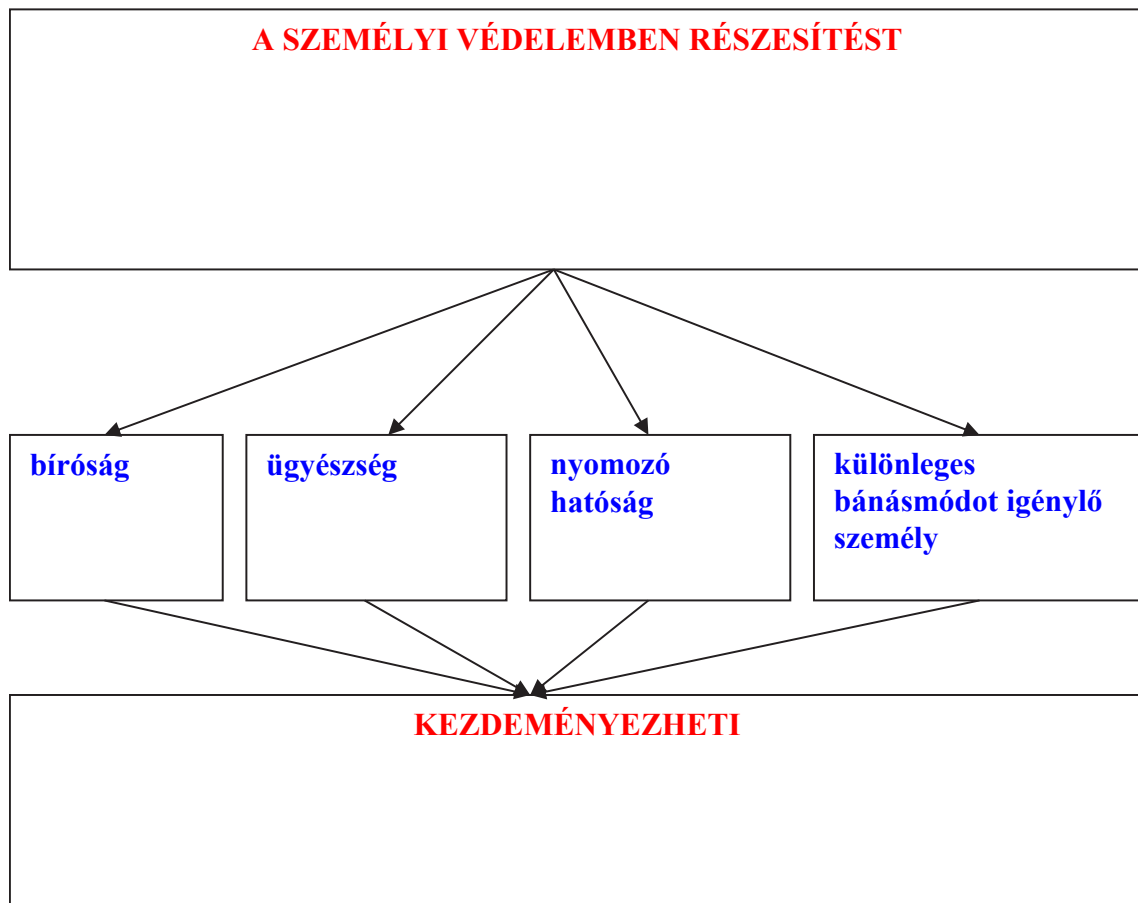 A SZEMÉLYI VÉDELEMBEN RÉSZESÍTÉST
bíróság
ügyészség
nyomozó
hatóság
különleges
bánásmódot igénylő
személy
KEZDEMÉNYEZHETI